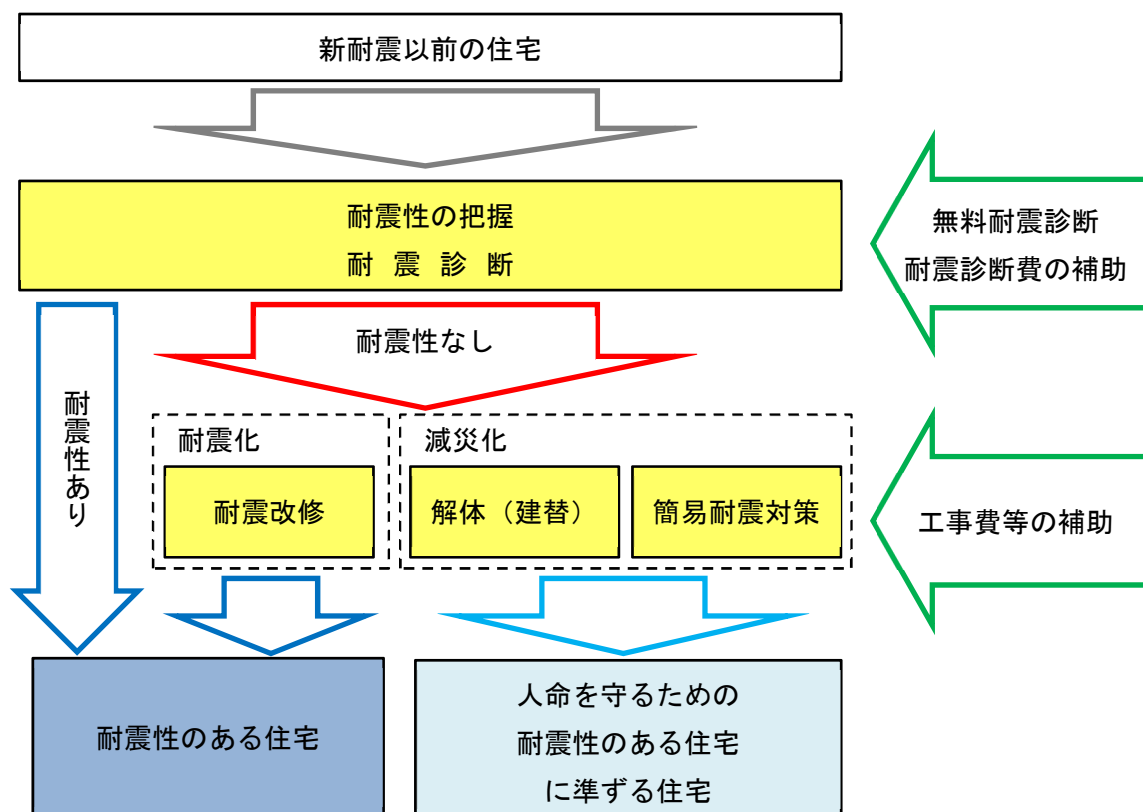 新耐震以前の住宅
耐震性の把握
耐震診断
無料耐震診断
耐震診断費の補助
耐震性なし
耐震性あり
耐震化
耐震改修
減災化
解体（建替）
簡易耐震対策
工事費等の補助
耐震性のある住宅
人命を守るための
耐震性のある住宅
に準ずる住宅